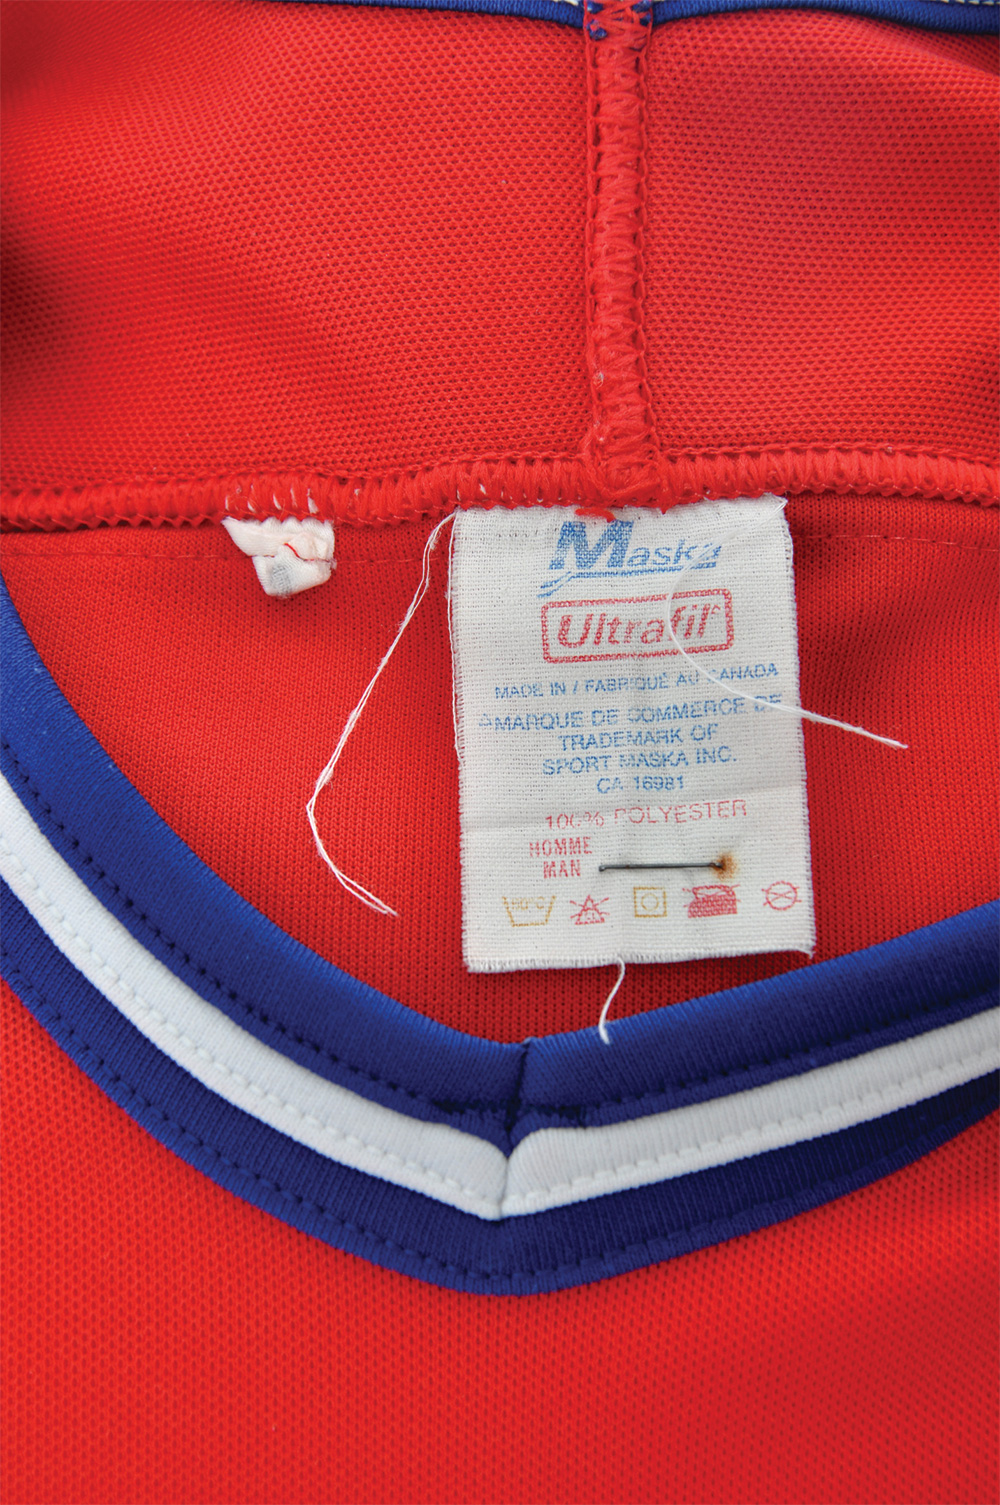 Maska
Ultrafil
MADE IN / FABRIQUÉ AU CANADA
MARQUE DE COMMERCE DE
TRADEMARK OF
SPORT MASKA INC.
CA 16981
100% POLYESTER
HOMME
MAN